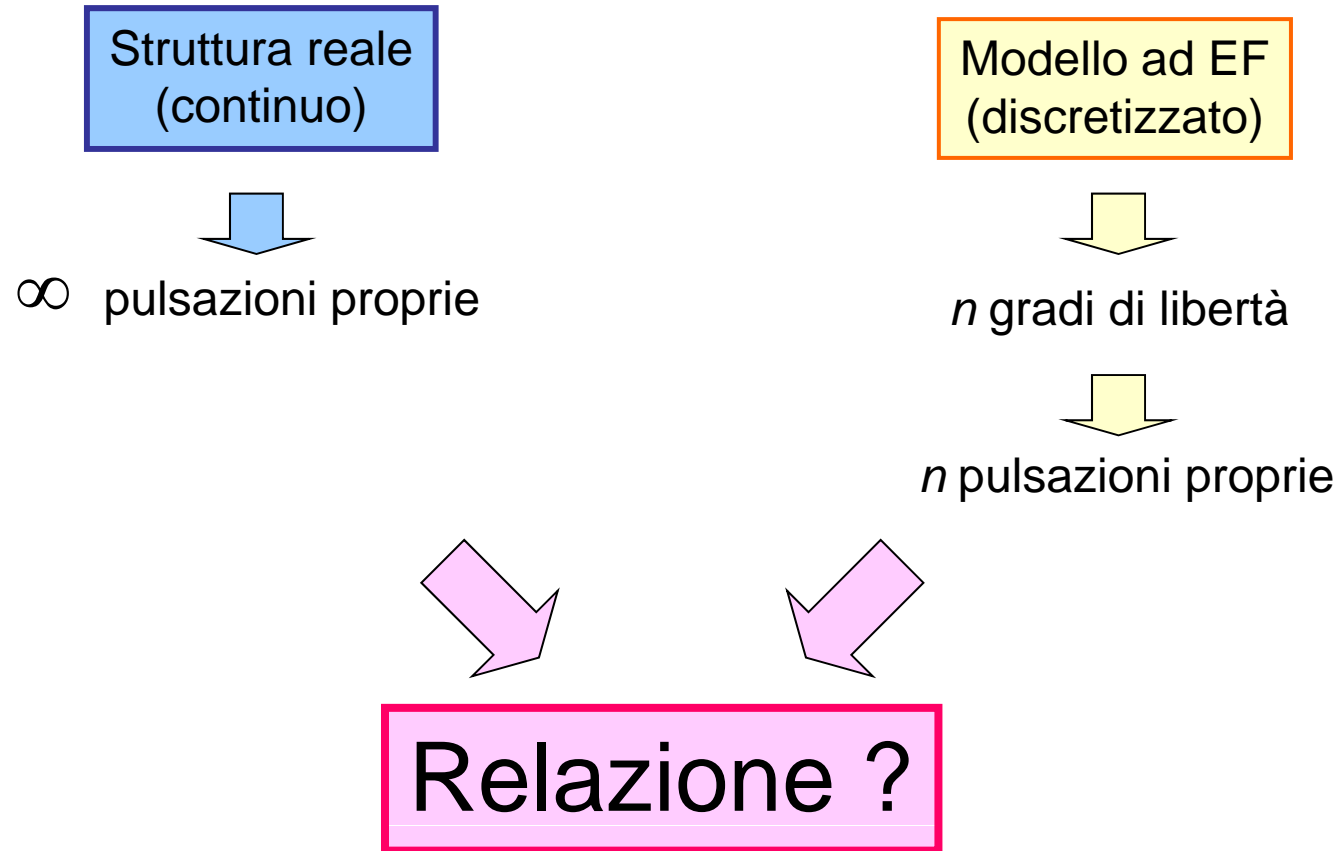 Struttura reale
(continuo)
∞ pulsazioni proprie
Modello ad EF
(discretizzato)
n gradi di libertà
n pulsazioni proprie
Relazione ?